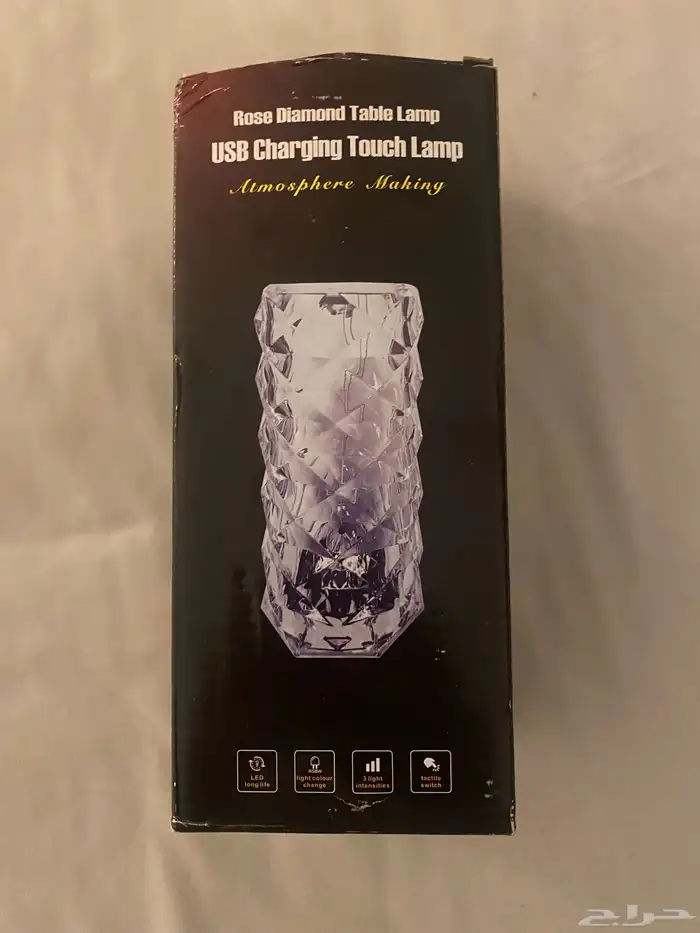 Rose Diamond Table Lamp
USB Charging Touch Lamp
Atmosphere Making
LED
long life
RGBW
light colour
change
3 light
intensities
tactile
switch
حراج